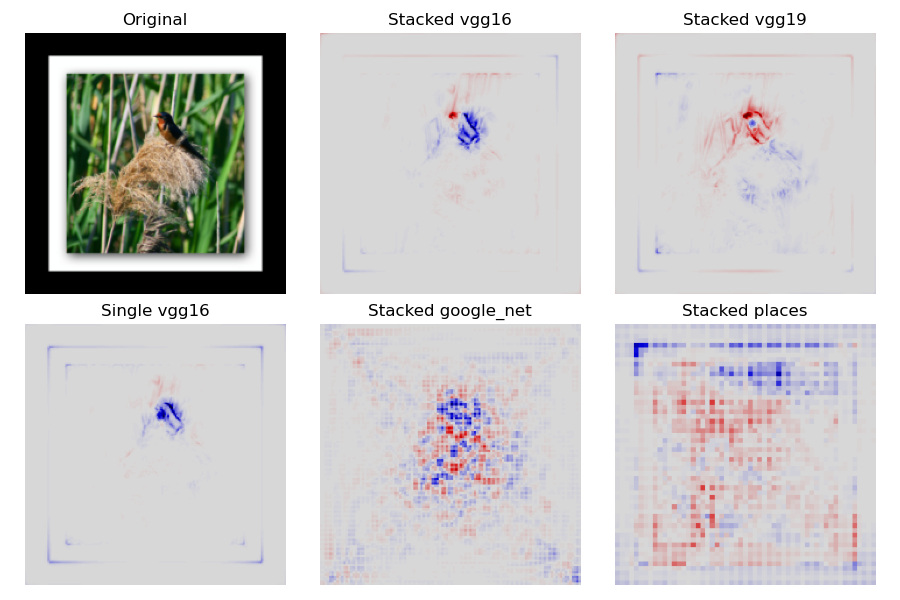 Original
Stacked vgg16
Stacked vgg19
Single vgg16
Stacked google_net
Stacked places